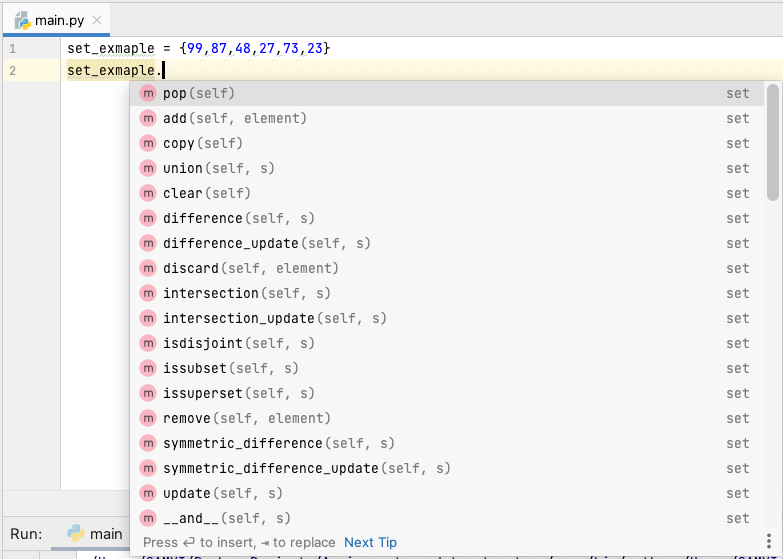 main.py
1 set_exmaple = {99,87,48,27,73,23}
2 set_exmaple.
m pop(self) set
m add(self, element) set
m copy(self) set
m union(self, s) set
m clear(self) set
m difference(self, s) set
m difference_update(self, s) set
m discard(self, element) set
m intersection(self, s) set
m intersection_update(self, s) set
m isdisjoint(self, s) set
m issubset(self, s) set
m issuperset(self, s) set
m remove(self, element) set
m symmetric_difference(self, s) set
m symmetric_difference_update(self, s) set
m update(self, s) set
m __and__(self, s) set
Run: main
Press ↩ to insert, ⇥ to replace Next Tip